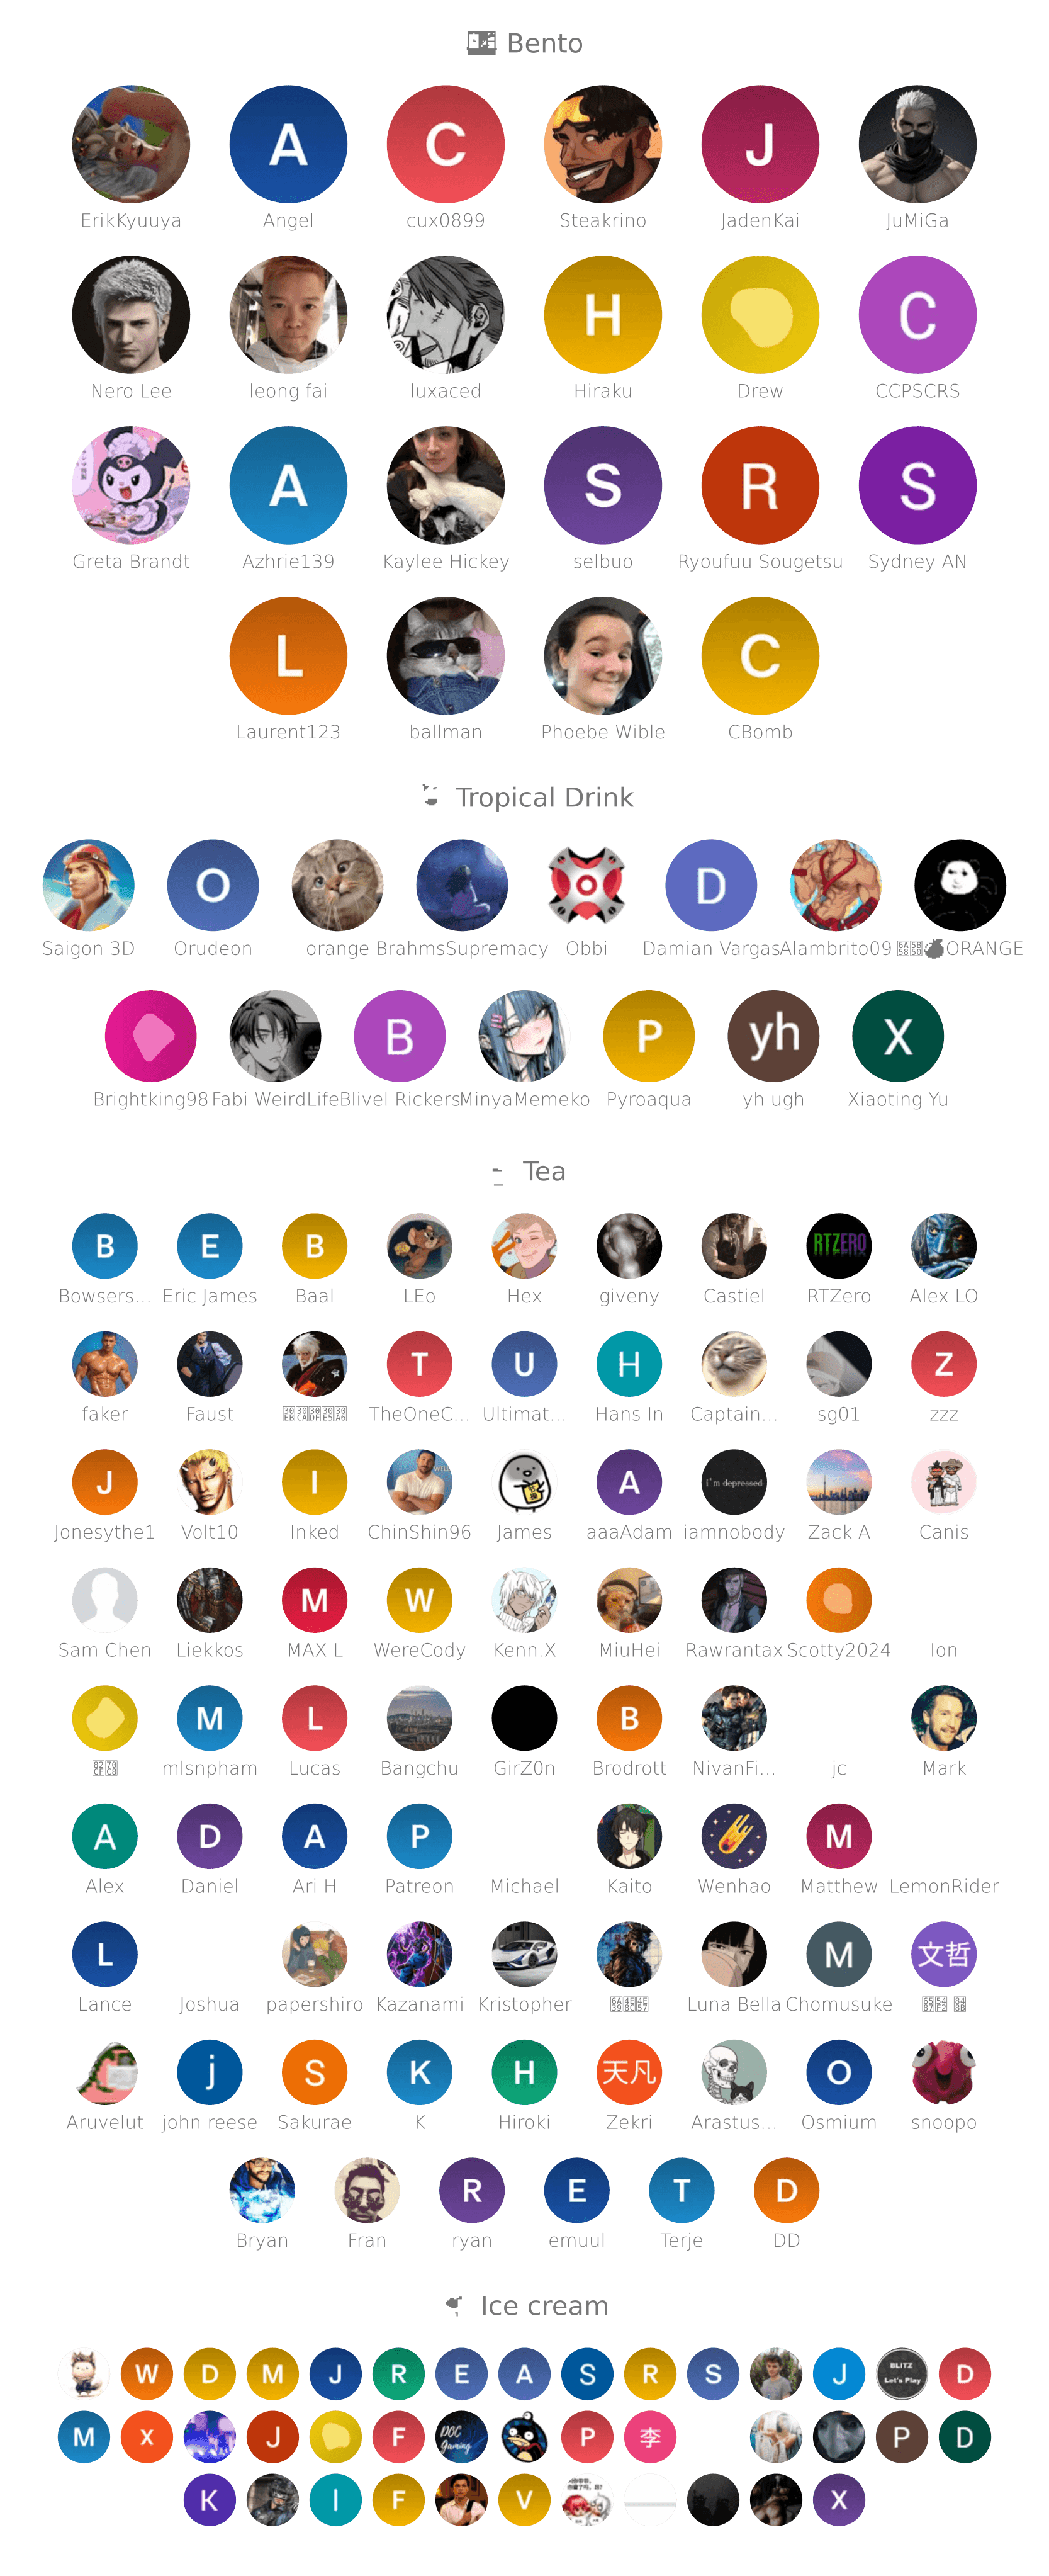 Bento
A C J
ErikKyuuya Angel cux0899 Steakrino JadenKai JuMiGa
H C
Nero Lee leong fai luxaced Hiraku Drew CCPSCRS
A S R S
Greta Brandt Azhrie139 Kaylee Hickey selbuo Ryoufuu Sougetsu Sydney AN
L C
Laurent123 ballman Phoebe Wible CBomb
Tropical Drink
O D
Saigon 3D Orudeon orange BrahmsSupremacy Obbi Damian Vargas Alambrito09 ORANGE
B P yh X
Brightking98 Fabi WeirdLife Blivel Rickers MinyaMemeko Pyroaqua yh ugh Xiaoting Yu
Tea
B E B RTZERO
Bowsers... Eric James Baal LEo Hex giveny Castiel RTZero Alex LO
T U H Z
faker Faust TheOneC... Ultimat... Hans In Captain... sg01 zzz
J I A i'm depressed
Jonesythe1 Volt10 Inked ChinShin96 James aaaAdam iamnobody Zack A Canis
M W
Sam Chen Liekkos MAX L WereCody Kenn.X MiuHei Rawrantax Scotty2024 Ion
M L B
mlsnpham Lucas Bangchu GirZ0n Brodrott NivanFi... jc Mark
A D A P M
Alex Daniel Ari H Patreon Michael Kaito Wenhao Matthew LemonRider
L M 文哲
Lance Joshua papershiro Kazanami Kristopher Luna Bella Chomusuke
j S K H 天凡 O
Aruvelut john reese Sakurae K Hiroki Zekri Arastus... Osmium snoopo
R E T D
Bryan Fran ryan emuul Terje DD
Ice cream
W D M J R E A S R S J BLITZ Let's Play D
M X J F DOC Gaming P 李 P D
K I F V X